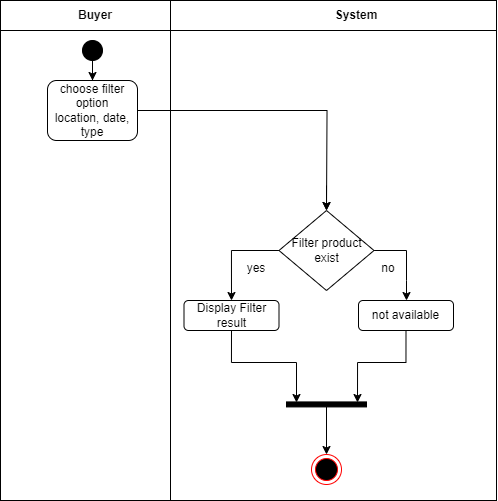 Buyer
System
choose filter
option
location, date,
type
Filter product
exist
yes
no
Display Filter
result
not available